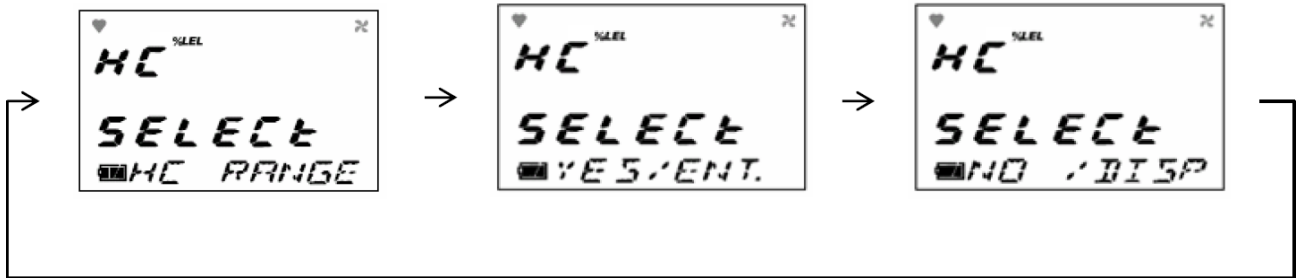 %LEL
HC
SELECt
HC RANGE
%LEL
HC
SELECt
YES/ENT.
%LEL
HC
SELECt
NO /DISP